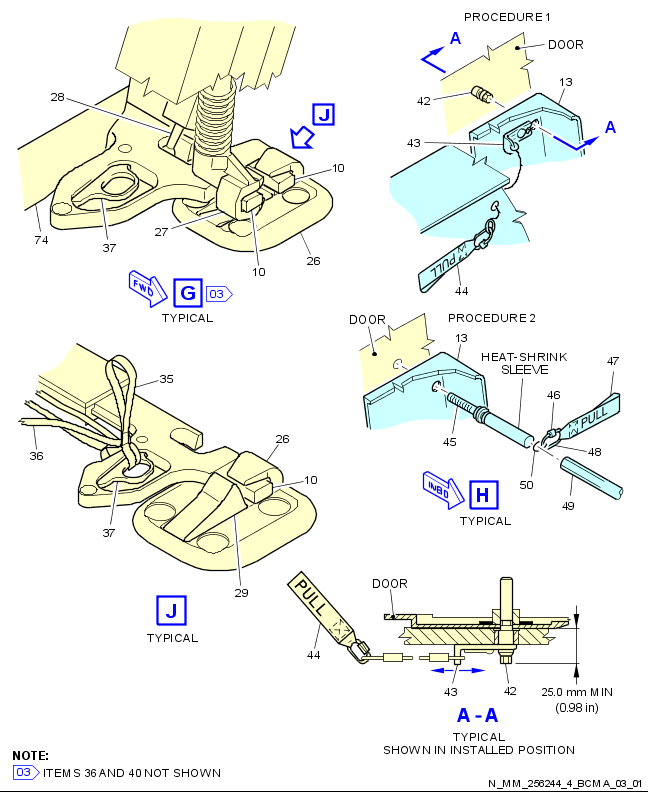 PROCEDURE 1
A
DOOR
28
J
42
13
A
10
43
74
37
27
10
26
44
FWD
G
03
TYPICAL
DOOR
PROCEDURE 2
13
HEAT-SHRINK
SLEEVE
47
35
46
PULL
36
26
45
48
10
50
49
INBD
H
37
TYPICAL
29
J
TYPICAL
PULL
DOOR
44
43
42
25.0 mm MIN
(0.98 in)
A - A
TYPICAL
SHOWN IN INSTALLED POSITION
NOTE:
03 ITEMS 36 AND 40 NOT SHOWN
N_MM_256244_4_BCMA_03_01
PULL